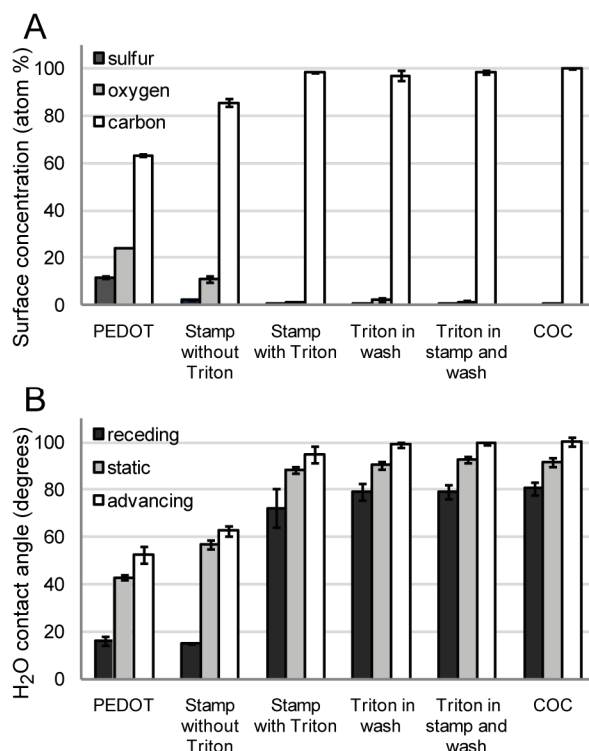 A
sulfur
oxygen
carbon
Surface concentration (atom %)
100
80
60
40
20
0
PEDOT
Stamp
without
Triton
Stamp
with Triton
Triton in
wash
Triton in
stamp and
wash
COC
B
receding
static
advancing
H₂O contact angle (degrees)
100
80
60
40
20
0
PEDOT
Stamp
without
Triton
Stamp
with Triton
Triton in
wash
Triton in
stamp and
wash
COC